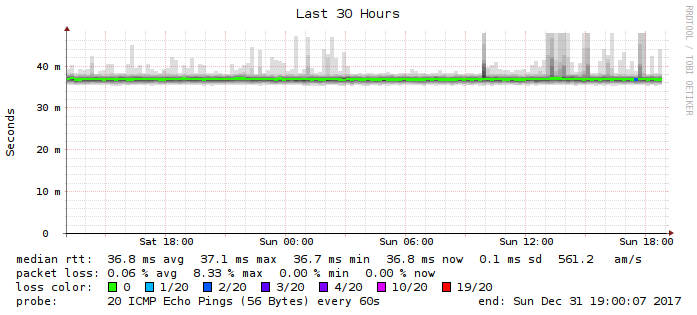 Last 30 Hours
RRDTOOL / TOBI OETIKER
Seconds
40 m
30 m
20 m
10 m
0
Sat 18:00 Sun 00:00 Sun 06:00 Sun 12:00 Sun 18:00
median rtt: 36.8 ms avg 37.1 ms max 36.7 ms min 36.8 ms now 0.1 ms sd 561.2 am/s
packet loss: 0.06 % avg 8.33 % max 0.00 % min 0.00 % now
loss color: 0 1/20 2/20 3/20 4/20 10/20 19/20
probe: 20 ICMP Echo Pings (56 Bytes) every 60s end: Sun Dec 31 19:00:07 2017